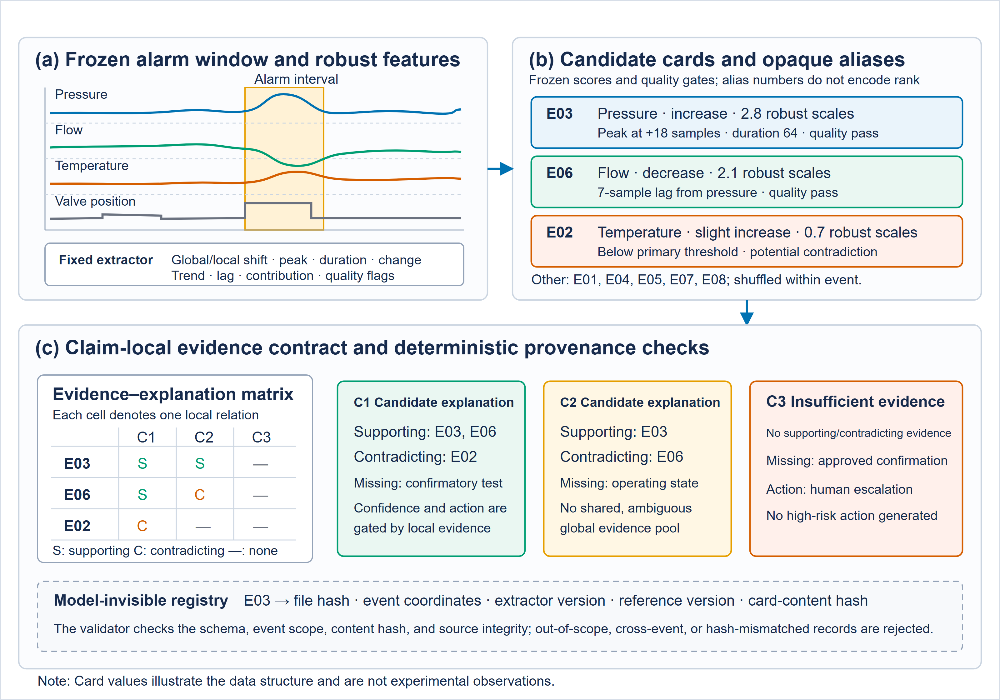 (a) Frozen alarm window and robust features
Alarm interval
Pressure
Flow
Temperature
Valve position
Fixed extractor
Global/local shift · peak · duration · change
Trend · lag · contribution · quality flags
(b) Candidate cards and opaque aliases
Frozen scores and quality gates; alias numbers do not encode rank
E03 Pressure · increase · 2.8 robust scales
Peak at +18 samples · duration 64 · quality pass
E06 Flow · decrease · 2.1 robust scales
7-sample lag from pressure · quality pass
E02 Temperature · slight increase · 0.7 robust scales
Below primary threshold · potential contradiction
Other: E01, E04, E05, E07, E08; shuffled within event.
(c) Claim-local evidence contract and deterministic provenance checks
Evidence–explanation matrix
Each cell denotes one local relation
C1 C2 C3
E03 S S —
E06 S C —
E02 C — —
S: supporting C: contradicting —: none
C1 Candidate explanation
Supporting: E03, E06
Contradicting: E02
Missing: confirmatory test
Confidence and action are
gated by local evidence
C2 Candidate explanation
Supporting: E03
Contradicting: E06
Missing: operating state
No shared, ambiguous
global evidence pool
C3 Insufficient evidence
No supporting/contradicting evidence
Missing: approved confirmation
Action: human escalation
No high-risk action generated
Model-invisible registry E03 → file hash · event coordinates · extractor version · reference version · card-content hash
The validator checks the schema, event scope, content hash, and source integrity; out-of-scope, cross-event, or hash-mismatched records are rejected.
Note: Card values illustrate the data structure and are not experimental observations.